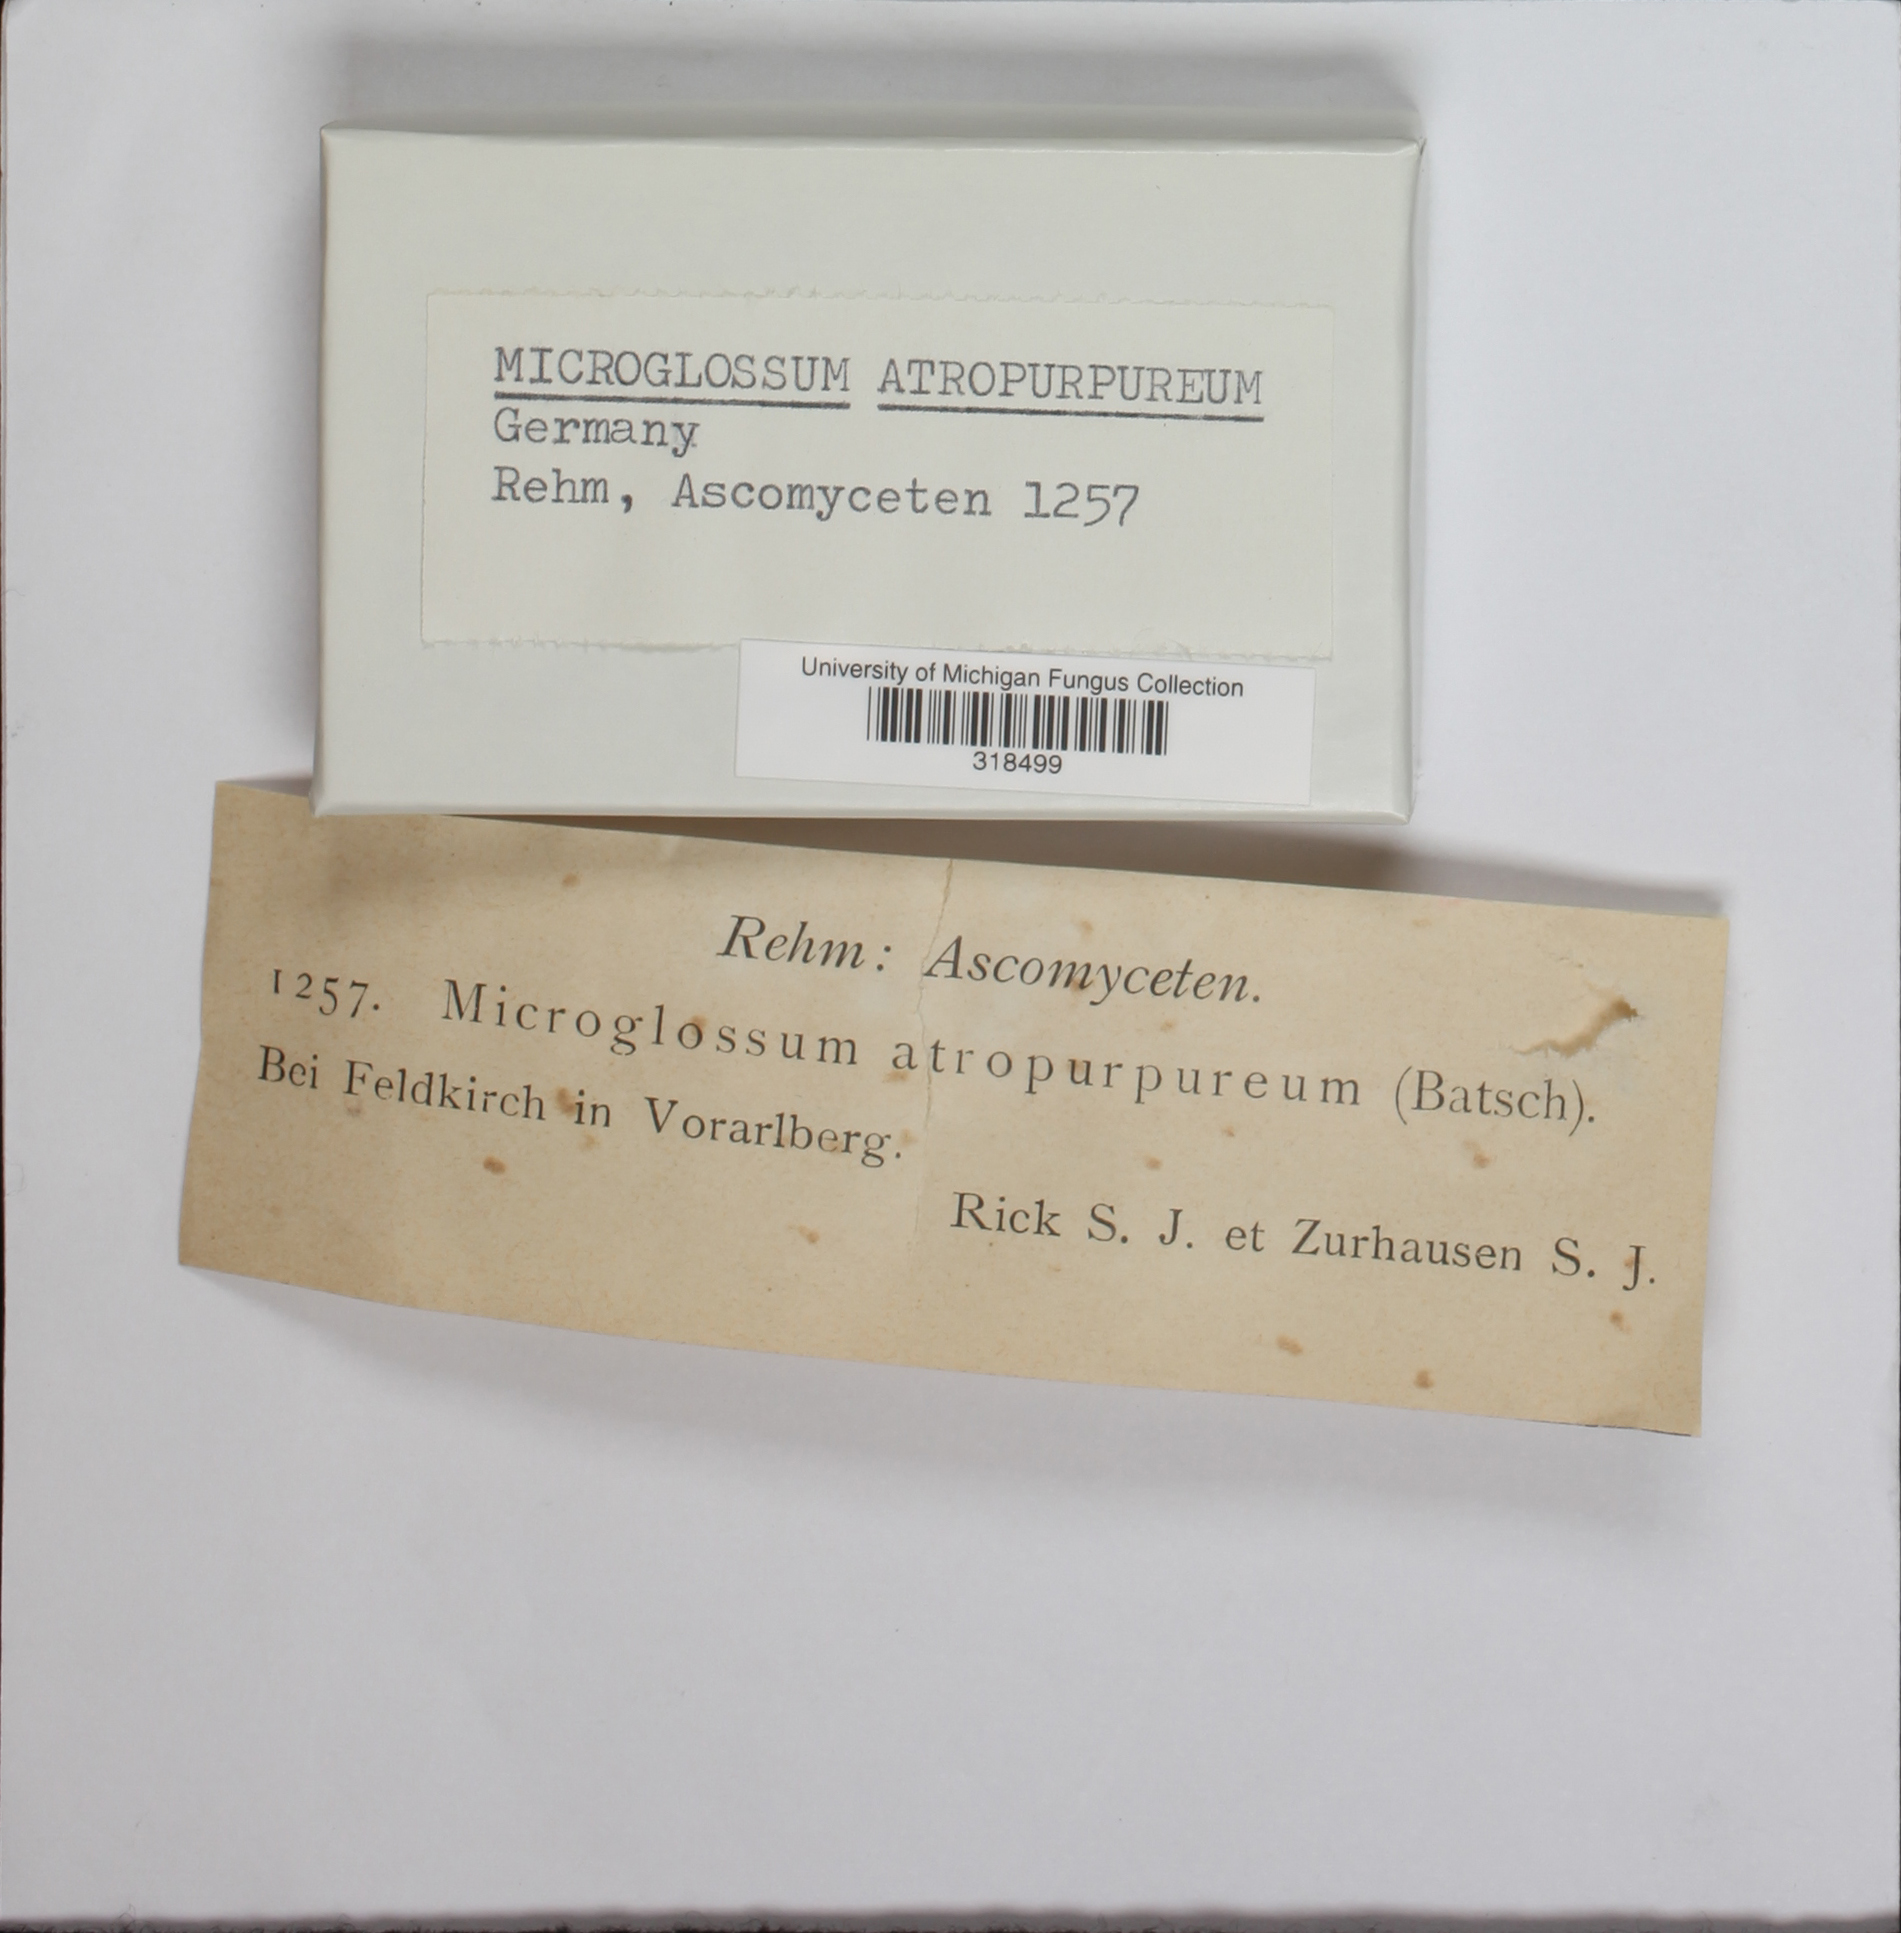 MICROGLOSSUM ATROPURPUREUM
Germany
Rehm, Ascomyceten 1257
University of Michigan Fungus Collection
318499
Rehm: Ascomyceten.
1257. Microglossum atropurpureum (Batsch).
Bei Feldkirch in Vorarlberg.
Rick S. J. et Zurhausen S. J.